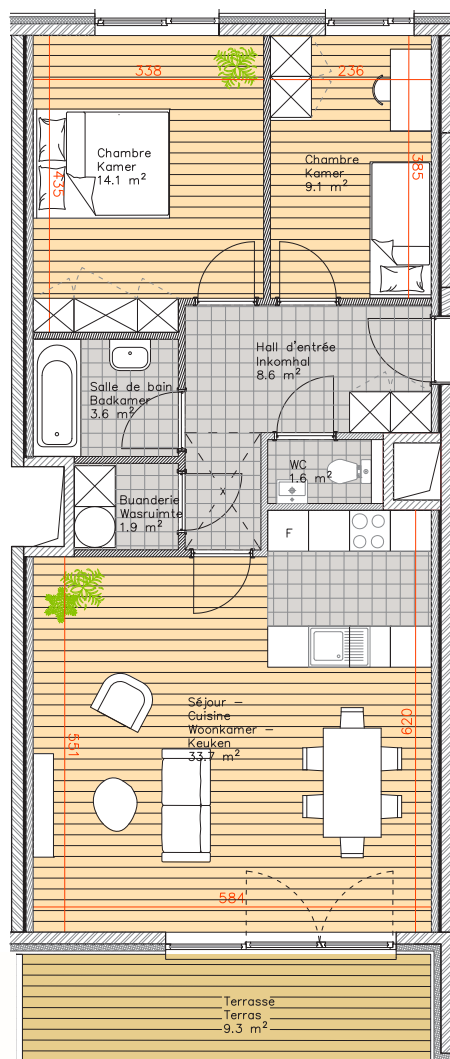 338
236
Chambre
Kamer
14.1 m²
435
Chambre
Kamer
9.1 m²
385
Hall d'entrée
Inkomhal
8.6 m²
Salle de bain
Badkamer
3.6 m²
WC
1.6 m²
Buanderie
Wasruimte
1.9 m²
F
Séjour –
Cuisine
Woonkamer –
Keuken
33.7 m²
551
620
584
Terrasse
Terras
9.3 m²